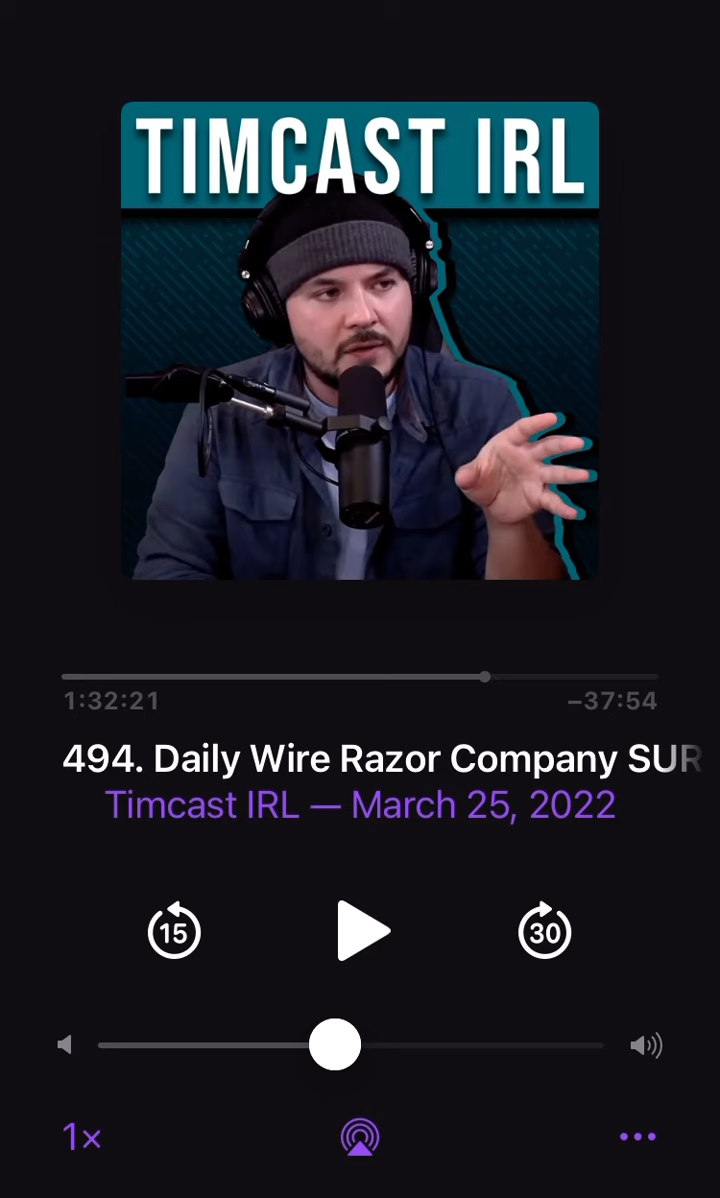 TIMCAST IRL
1:32:21
–37:54
494. Daily Wire Razor Company SUR
Timcast IRL — March 25, 2022
15
30
1×